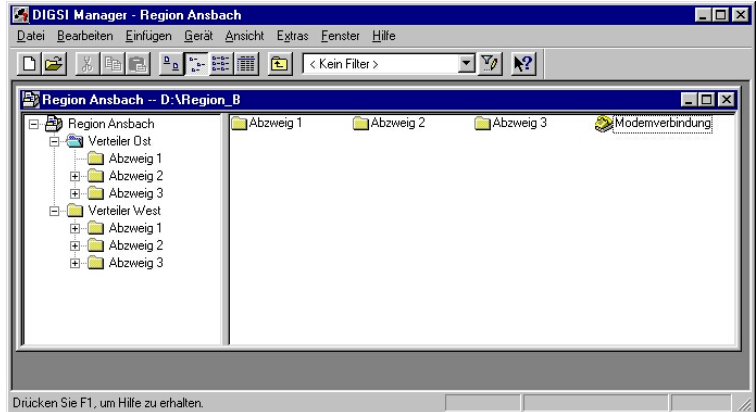 DIGSI Manager - Region Ansbach
Datei Bearbeiten Einfügen Gerät Ansicht Extras Fenster Hilfe
< Kein Filter >
Region Ansbach -- D:\Region_B
Region Ansbach
Verteiler Ost
Abzweig 1
Abzweig 2
Abzweig 3
Verteiler West
Abzweig 1
Abzweig 2
Abzweig 3
Abzweig 1 Abzweig 2 Abzweig 3 Modemverbindung
Drücken Sie F1, um Hilfe zu erhalten.